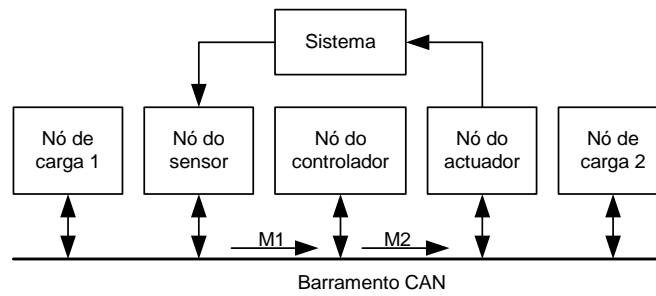 Sistema
Nó de
carga 1
Nó do
sensor
Nó do
controlador
Nó do
actuador
Nó de
carga 2
M1
M2
Barramento CAN